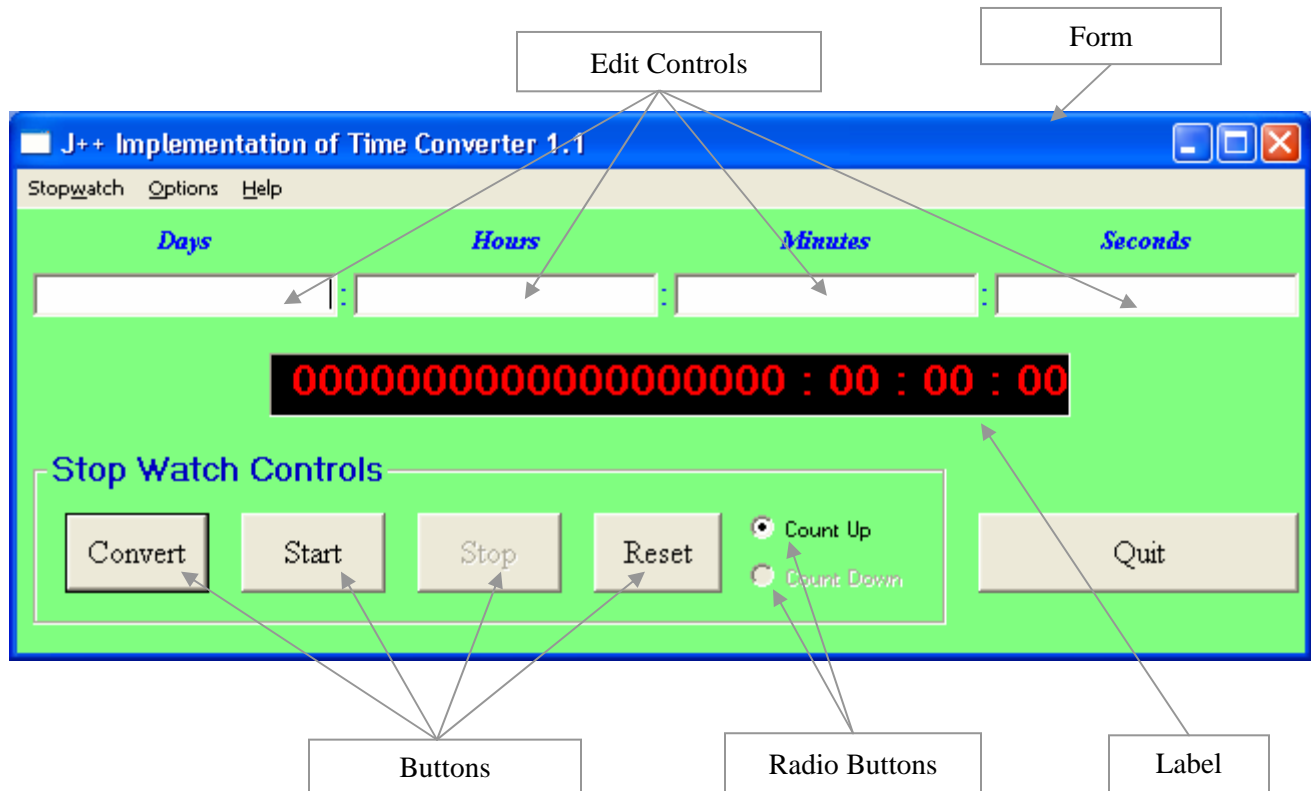 Form
Edit Controls
J++ Implementation of Time Converter 1.1
Stopwatch Options Help
Days Hours Minutes Seconds
: : :
0000000000000000000 : 00 : 00 : 00
Stop Watch Controls
Convert Start Stop Reset Count Up Quit
Count Down
Buttons Radio Buttons Label